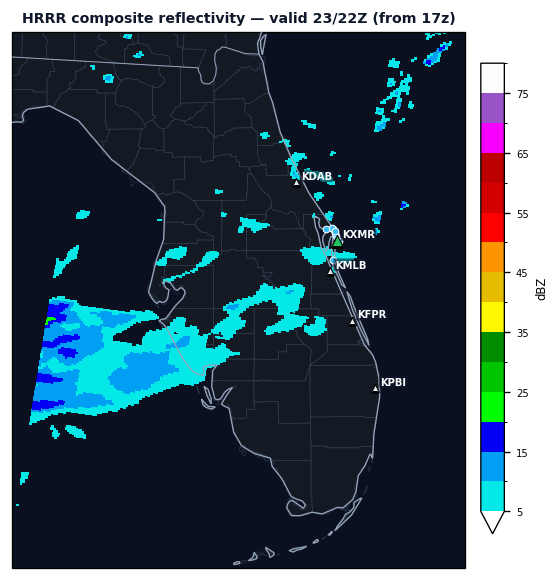 HRRR composite reflectivity — valid 23/22Z (from 17z)
KDAB
KXMR
KMLB
KFPR
KPBI
75
65
55
45
35
25
15
5
dBZ